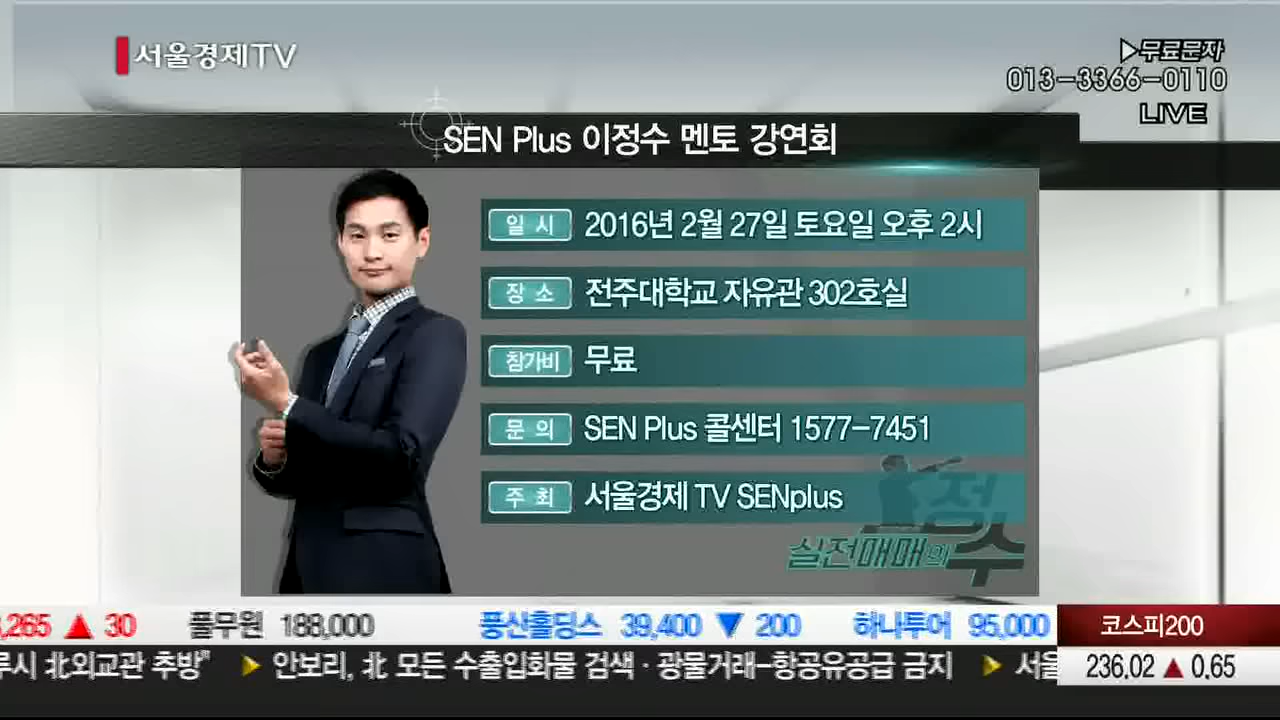 서울경제TV
▶무료문자
013-3366-0110
LIVE
SEN Plus 이정수 멘토 강연회
일 시 2016년 2월 27일 토요일 오후 2시
장 소 전주대학교 자유관 302호실
참가비 무료
문 의 SEN Plus 콜센터 1577-7451
주 최 서울경제 TV SENplus
실전매매의 정수
,265 ▲ 30 풀무원 188,000 풍산홀딩스 39,400 ▼ 200 하나투어 95,000
코스피200
루시 北외교관 추방" ▶ 안보리, 北 모든 수출입화물 검색·광물거래-항공유공급 금지 ▶ 서울
236.02 ▲ 0.65